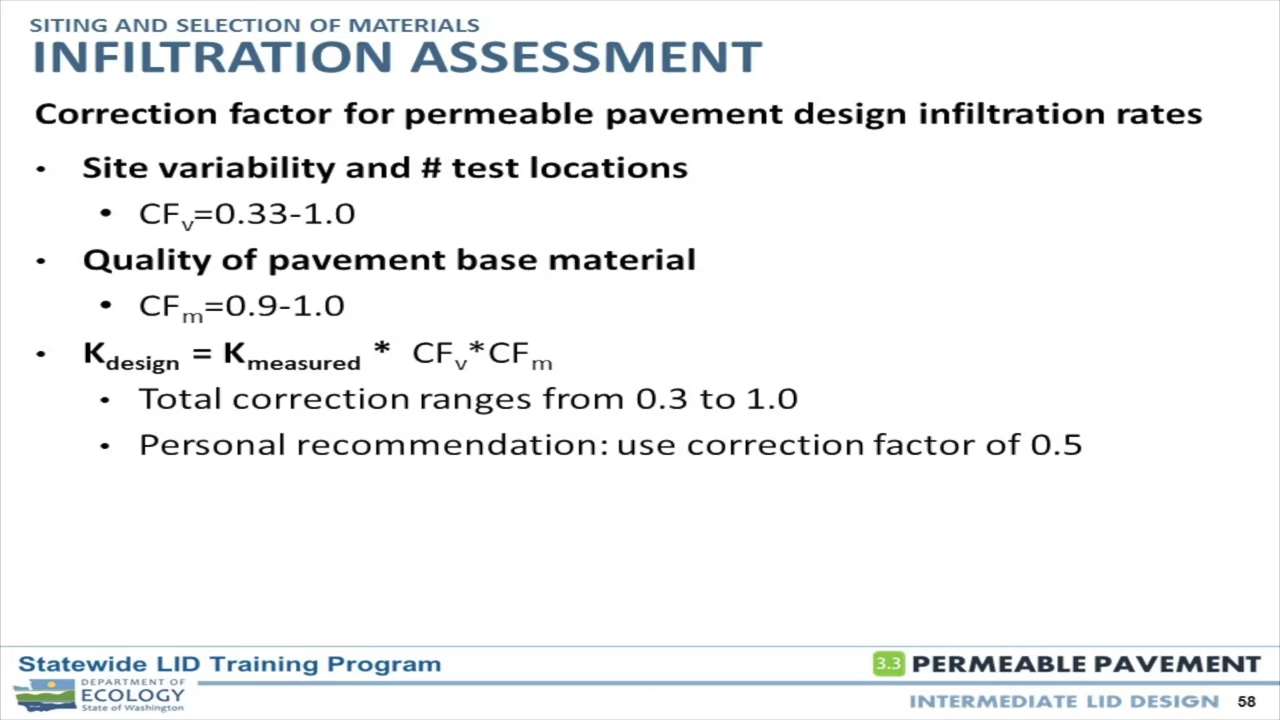 SITING AND SELECTION OF MATERIALS
INFILTRATION ASSESSMENT
Correction factor for permeable pavement design infiltration rates
• Site variability and # test locations
• CFv=0.33-1.0
• Quality of pavement base material
• CFm=0.9-1.0
• Kdesign = Kmeasured * CFv*CFm
• Total correction ranges from 0.3 to 1.0
• Personal recommendation: use correction factor of 0.5
Statewide LID Training Program
3.3 PERMEABLE PAVEMENT
DEPARTMENT OF
ECOLOGY
State of Washington
INTERMEDIATE LID DESIGN 58